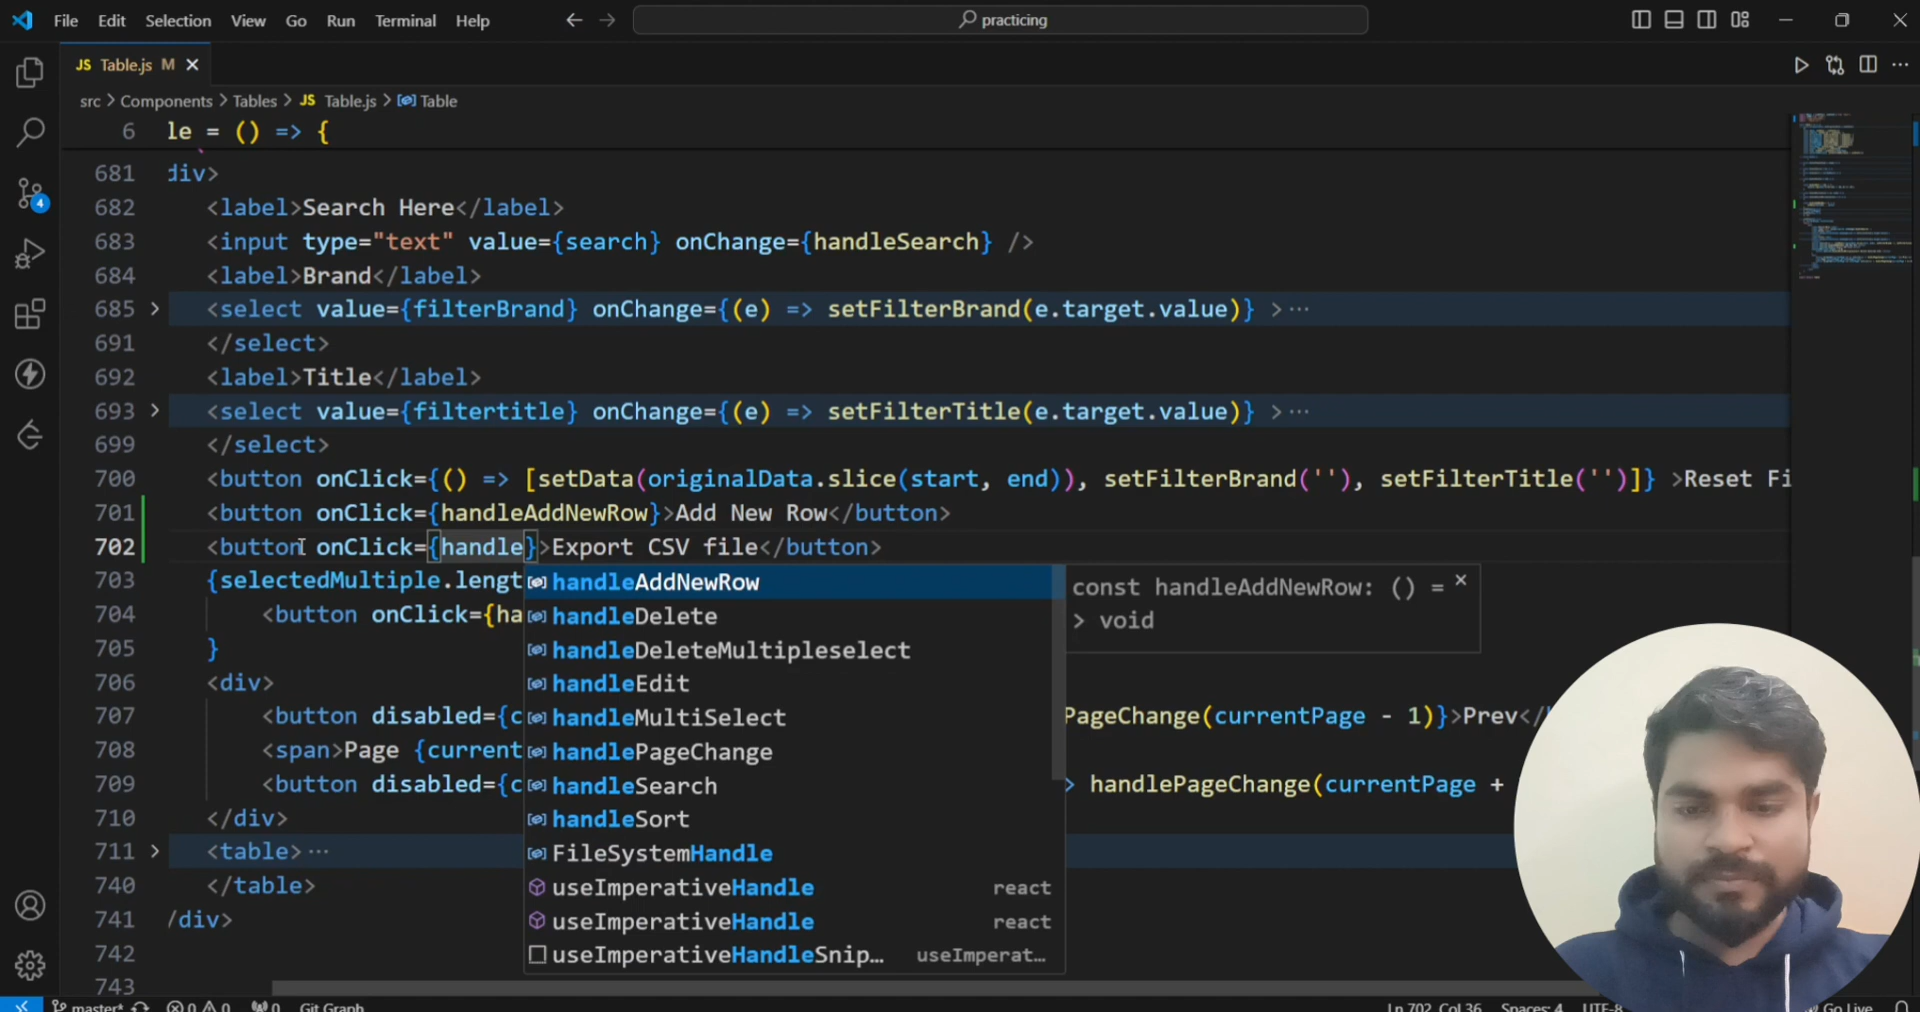 File Edit Selection View Go Run Terminal Help
practicing
JS Table.js M
src > Components > Tables > JS Table.js > Table
6 le = () => {
681 div>
682 <label>Search Here</label>
683 <input type="text" value={search} onChange={handleSearch} />
684 <label>Brand</label>
685 <select value={filterBrand} onChange={(e) => setFilterBrand(e.target.value)} > ...
691 </select>
692 <label>Title</label>
693 <select value={filtertitle} onChange={(e) => setFilterTitle(e.target.value)} > ...
699 </select>
700 <button onClick={() => [setData(originalData.slice(start, end)), setFilterBrand(''), setFilterTitle('')]} >Reset Fi
701 <button onClick={handleAddNewRow}>Add New Row</button>
702 <button onClick={handle}>Export CSV file</button>
703 {selectedMultiple.lengt
704 <button onClick={ha
705 }
706 <div>
707 <button disabled={c PageChange(currentPage - 1)}>Prev</
708 <span>Page {current
709 <button disabled={c > handlePageChange(currentPage +
710 </div>
711 <table> ...
740 </table>
741 /div>
742
743
handleAddNewRow
handleDelete
handleDeleteMultipleselect
handleEdit
handleMultiSelect
handlePageChange
handleSearch
handleSort
FileSystemHandle
useImperativeHandle react
useImperativeHandle react
useImperativeHandleSnip... useImperat...
const handleAddNewRow: () =
> void
4
master* 0 0 0 Git Graph Ln 702, Col 36 Spaces: 4 UTF-8 Go Live